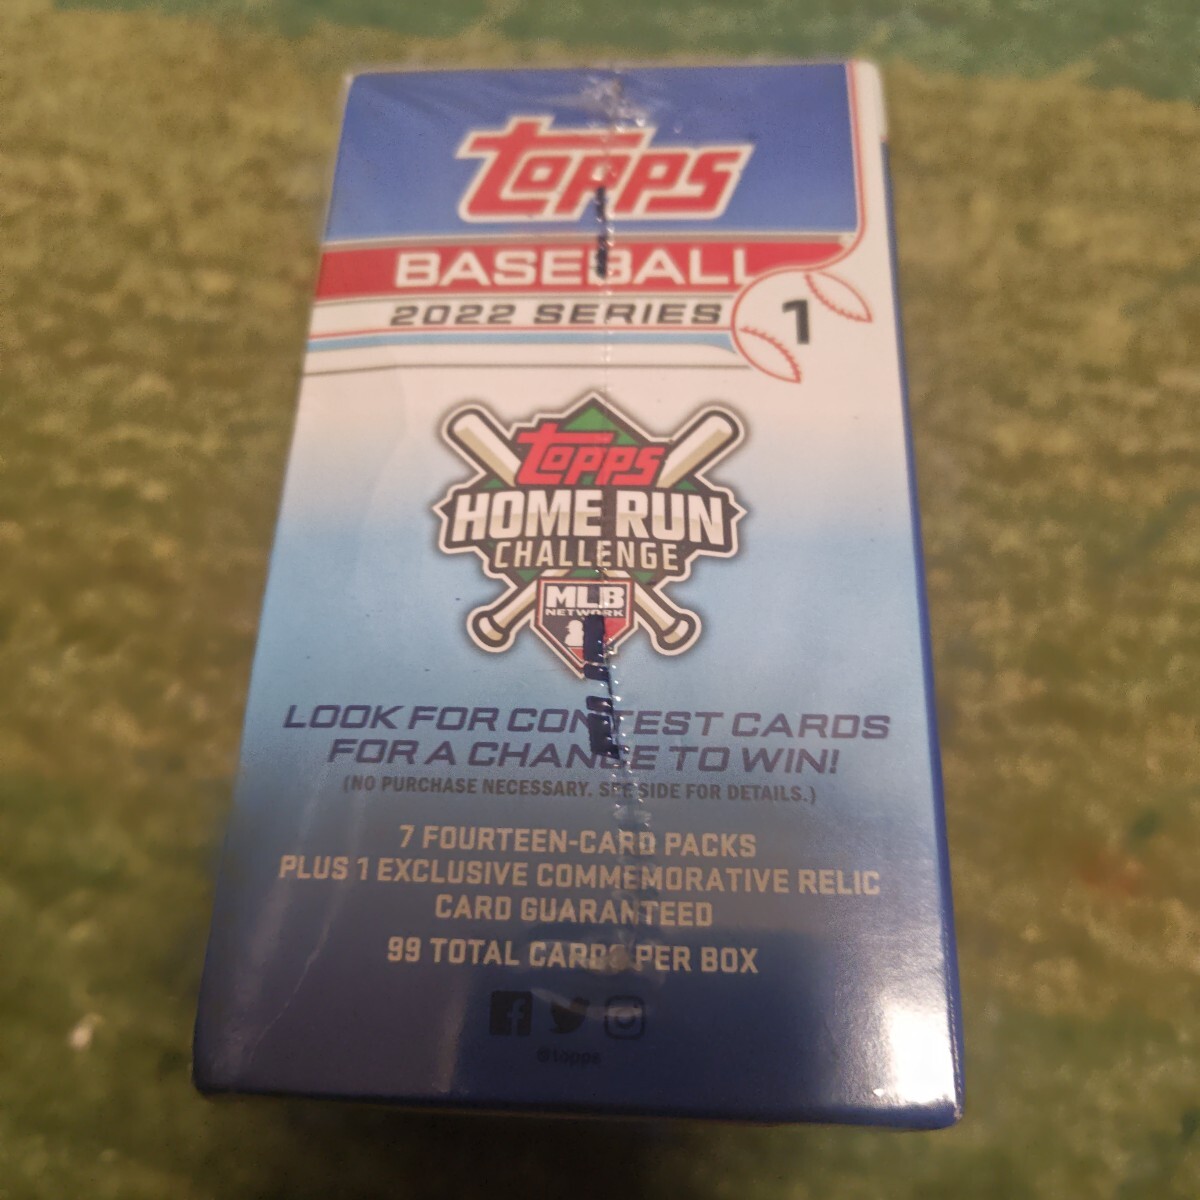 Topps
BASEBALL
2022 SERIES 1
Topps
HOME RUN
CHALLENGE
MLB
NETWORK
LOOK FOR CONTEST CARDS
FOR A CHANCE TO WIN!
(NO PURCHASE NECESSARY. SEE SIDE FOR DETAILS.)
7 FOURTEEN-CARD PACKS
PLUS 1 EXCLUSIVE COMMEMORATIVE RELIC
CARD GUARANTEED
99 TOTAL CARDS PER BOX
@topps